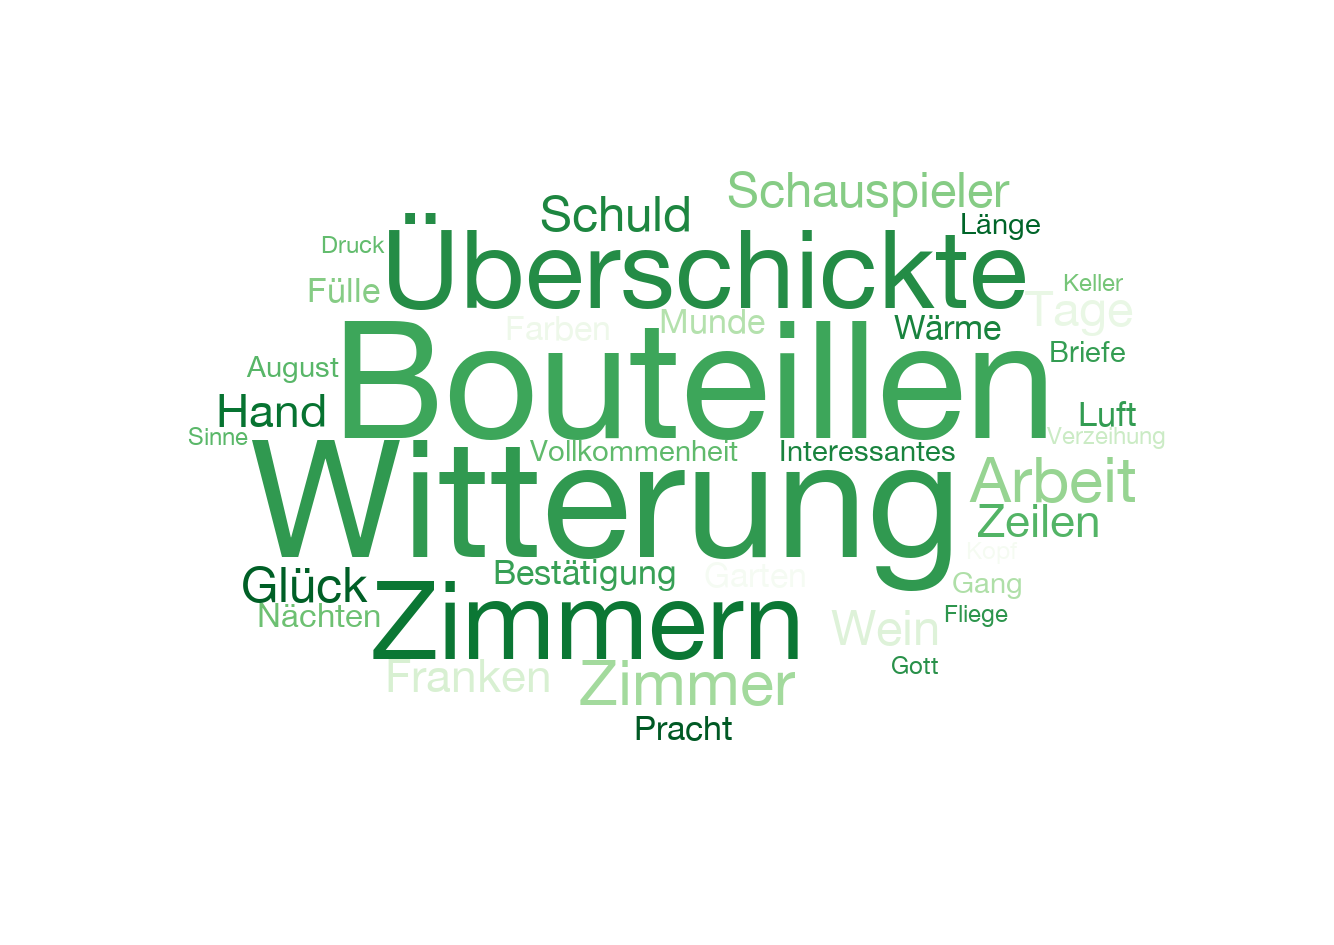 Schauspieler
Schuld
Länge
Druck
Überschickte
Keller
Fülle
Tage
Farben
Munde
Wärme
Briefe
August
Bouteillen
Hand
Luft
Sinne
Verzeihung
Vollkommenheit
Interessantes
Witterung
Arbeit
Zeilen
Kopf
Bestätigung
Garten
Gang
Glück
Nächten
Zimmern
Fliege
Wein
Gott
Franken
Zimmer
Pracht